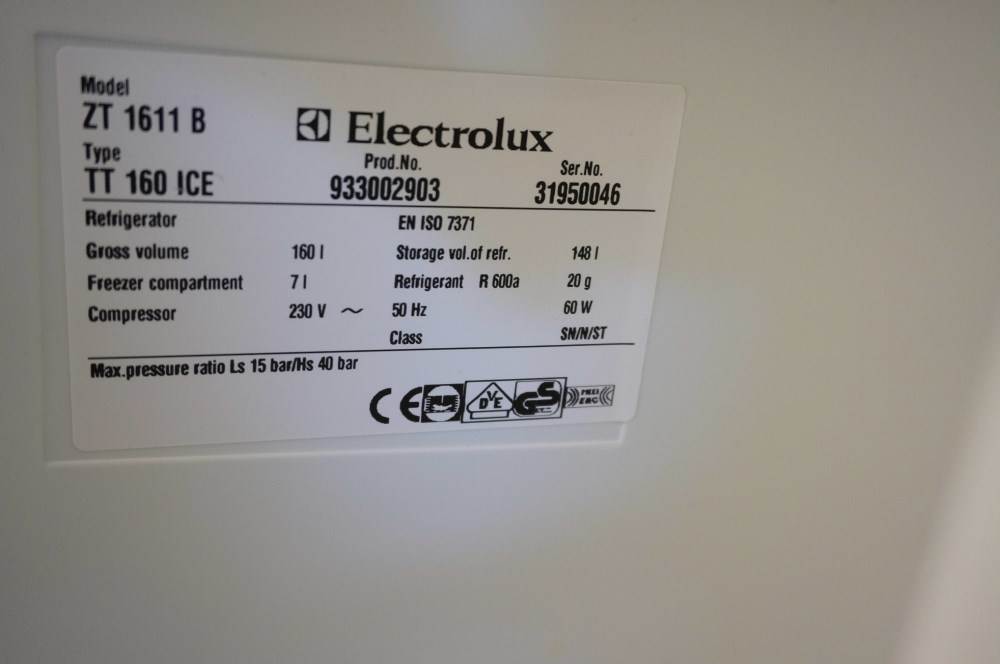 Model
ZT 1611 B
Electrolux
Type
TT 160 ICE
Prod.No.
933002903
Ser.No.
31950046
Refrigerator EN ISO 7371
Gross volume 160 l Storage vol.of refr. 148 l
Freezer compartment 7 l Refrigerant R 600a 20 g
Compressor 230 V ~ 50 Hz 60 W
Class SN/N/ST
Max.pressure ratio Ls 15 bar/Hs 40 bar
CE DVE GS